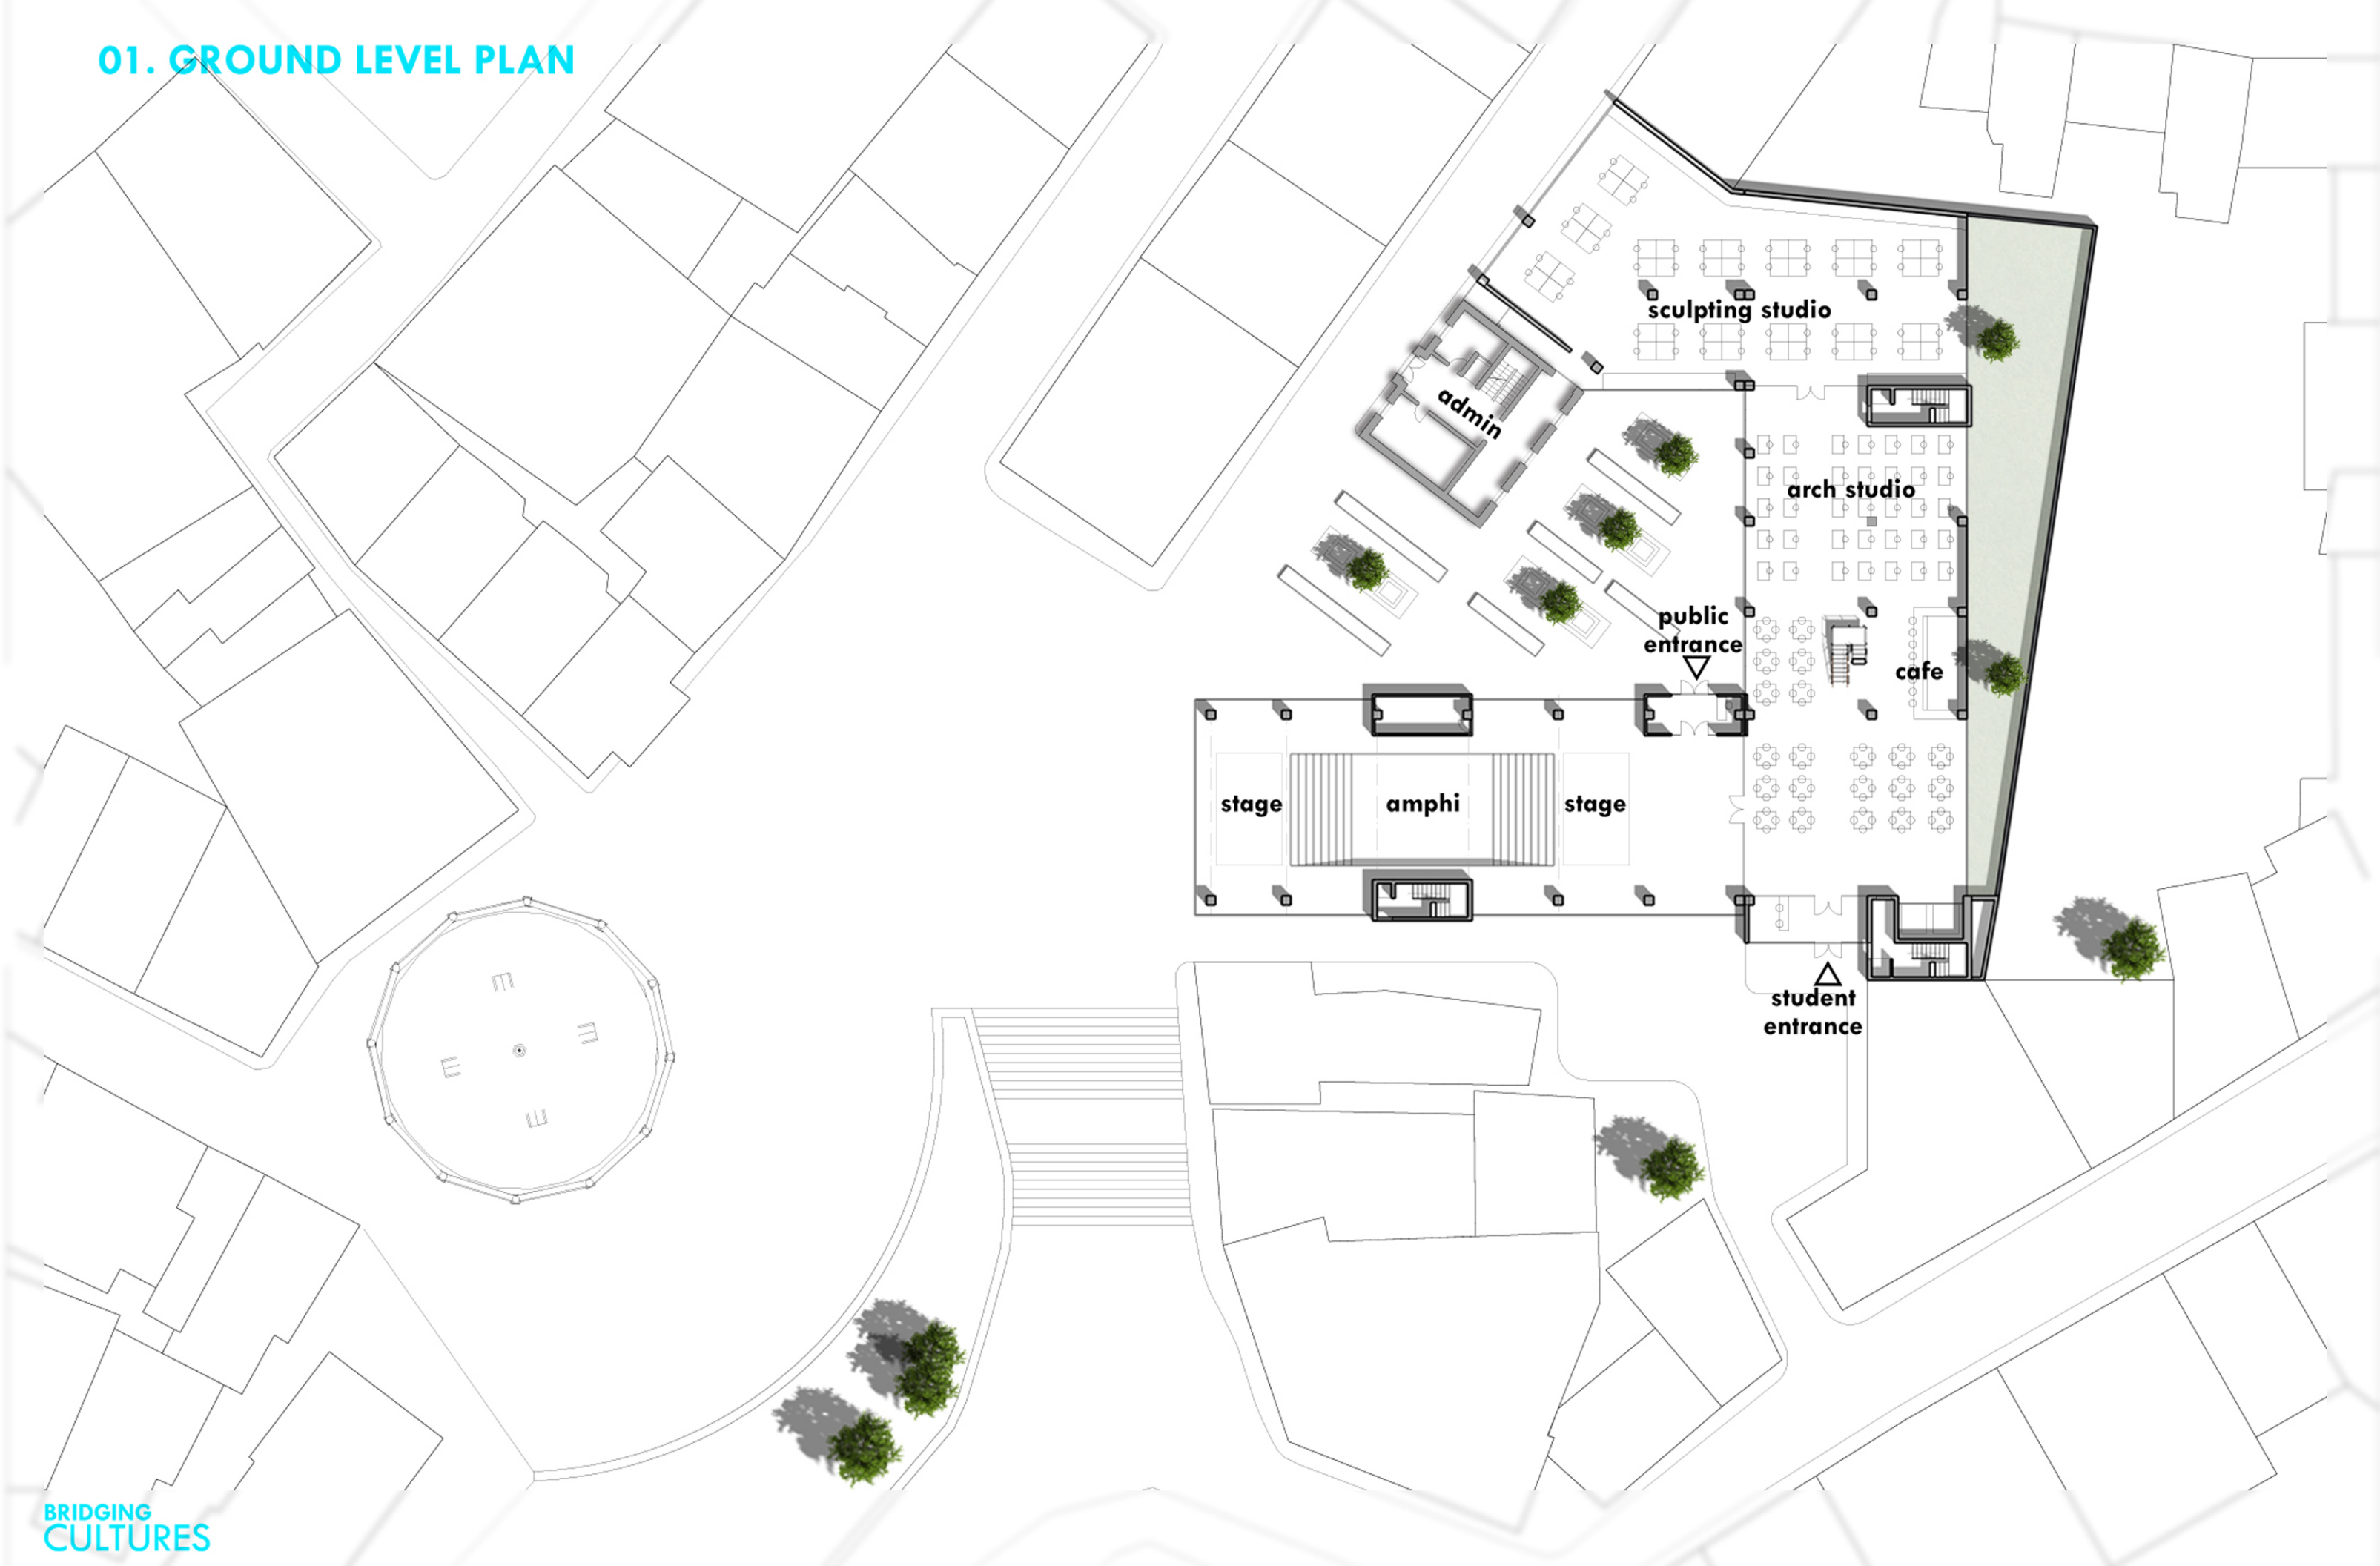 01. GROUND LEVEL PLAN
sculpting studio
admin
arch studio
public
entrance
cafe
stage
amphi
stage
student
entrance
BRIDGING
CULTURES